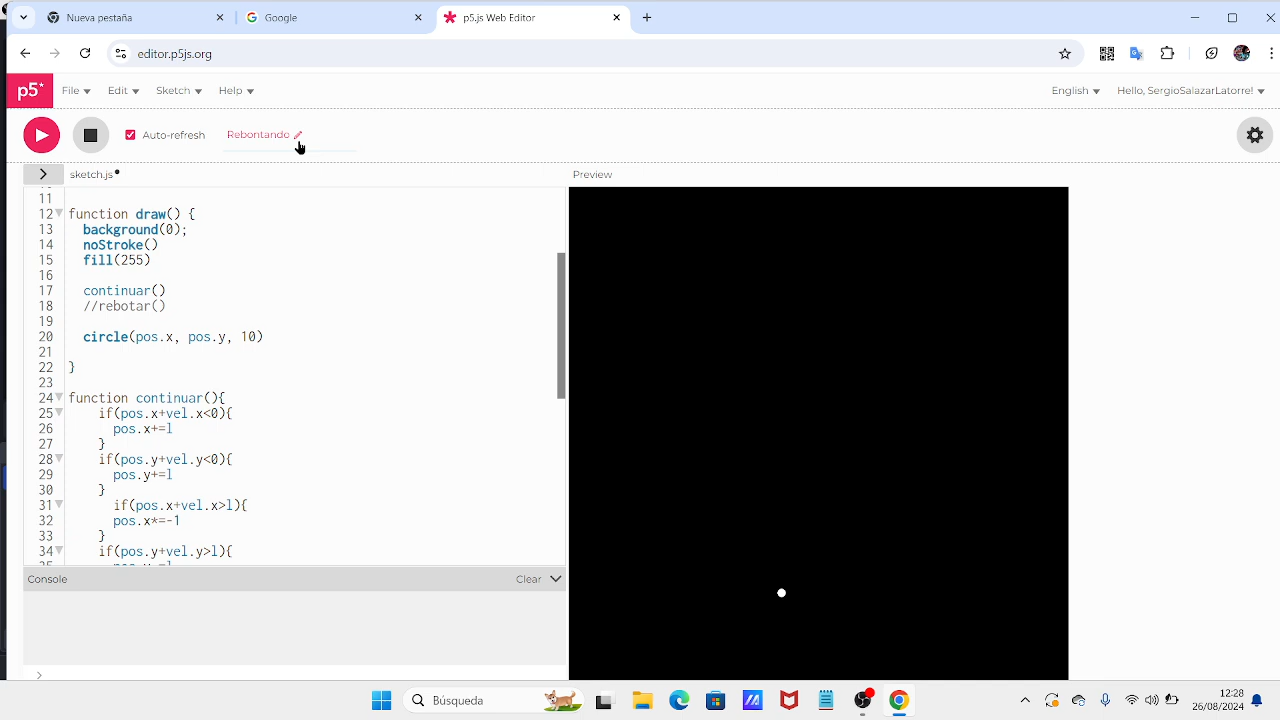 Nueva pestaña
Google
p5.js Web Editor
editor.p5js.org
p5*
File
Edit
Sketch
Help
English
Hello, SergioSalazarLatorre!
Auto-refresh
Rebontando
sketch.js
Preview
11
12 function draw() {
13 background(0);
14 noStroke()
15 fill(255)
16
17 continuar()
18 //rebotar()
19
20 circle(pos.x, pos.y, 10)
21
22 }
23
24 function continuar(){
25 if(pos.x+vel.x<0){
26 pos.x+=l
27 }
28 if(pos.y+vel.y<0){
29 pos.y+=l
30 }
31 if(pos.x+vel.x>l){
32 pos.x*=-1
33 }
34 if(pos.y+vel.y>l){
Console
Clear
>
Búsqueda
12:28
26/08/2024